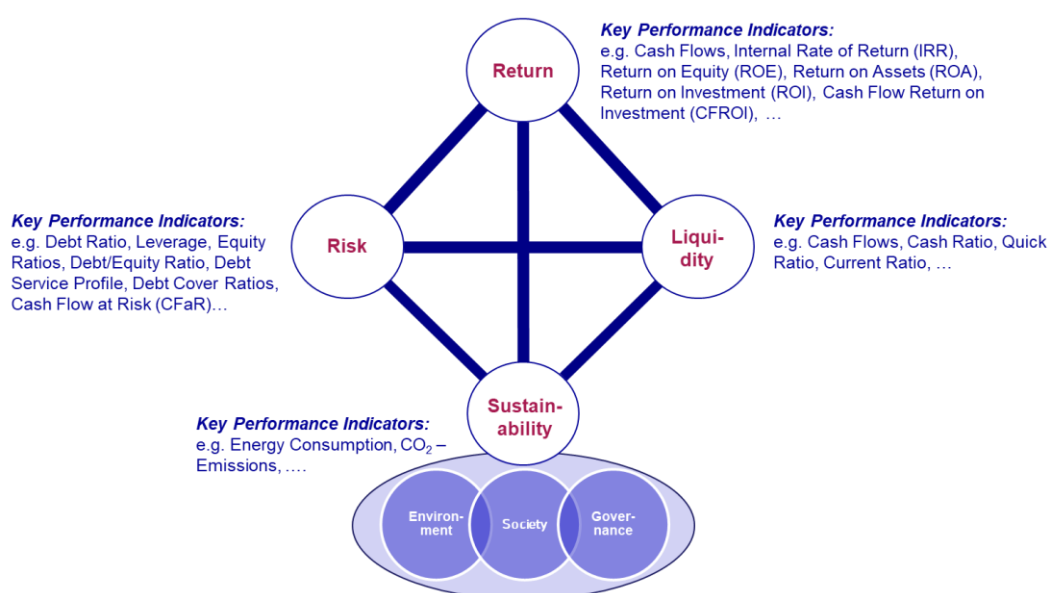 Key Performance Indicators:
e.g. Cash Flows, Internal Rate of Return (IRR),
Return on Equity (ROE), Return on Assets (ROA),
Return on Investment (ROI), Cash Flow Return on
Investment (CFROI), …
Return
Key Performance Indicators:
e.g. Debt Ratio, Leverage, Equity
Ratios, Debt/Equity Ratio, Debt
Service Profile, Debt Cover Ratios,
Cash Flow at Risk (CFaR)…
Risk
Liqui-
dity
Key Performance Indicators:
e.g. Cash Flows, Cash Ratio, Quick
Ratio, Current Ratio, …
Sustain-
ability
Key Performance Indicators:
e.g. Energy Consumption, CO₂ –
Emissions, ….
Environ-
ment
Society
Gover-
nance